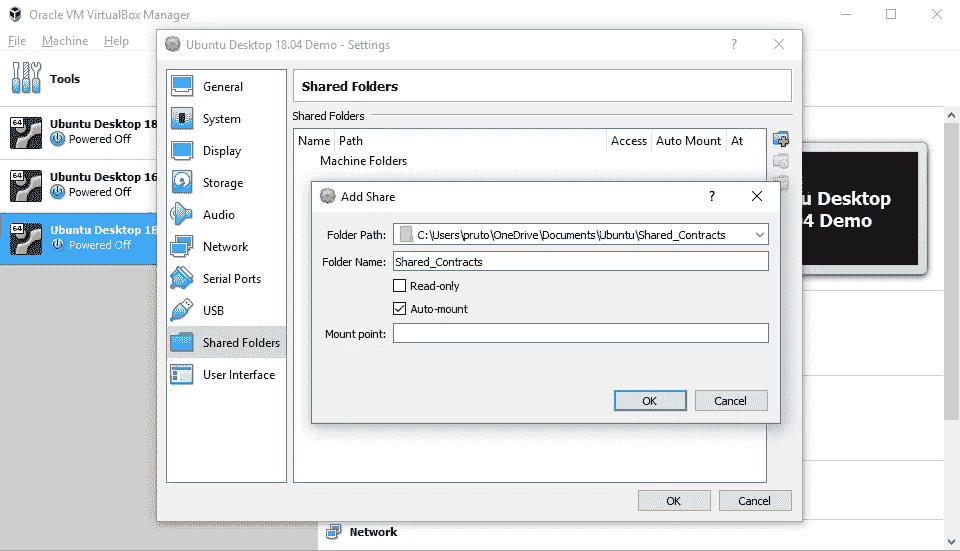 Oracle VM VirtualBox Manager
File Machine Help
Tools
64 Ubuntu Desktop 18
Powered Off
64 Ubuntu Desktop 16
Powered Off
64 Ubuntu Desktop 18
Powered Off
Ubuntu Desktop 18.04 Demo - Settings ?
General
System
Display
Storage
Audio
Network
Serial Ports
USB
Shared Folders
User Interface
Shared Folders
Shared Folders
Name Path Access Auto Mount At
Machine Folders
Add Share ?
Folder Path: C:\Users\pruto\OneDrive\Documents\Ubuntu\Shared_Contracts
Folder Name: Shared_Contracts
Read-only
Auto-mount
Mount point:
OK Cancel
OK Cancel
u Desktop
04 Demo
Network